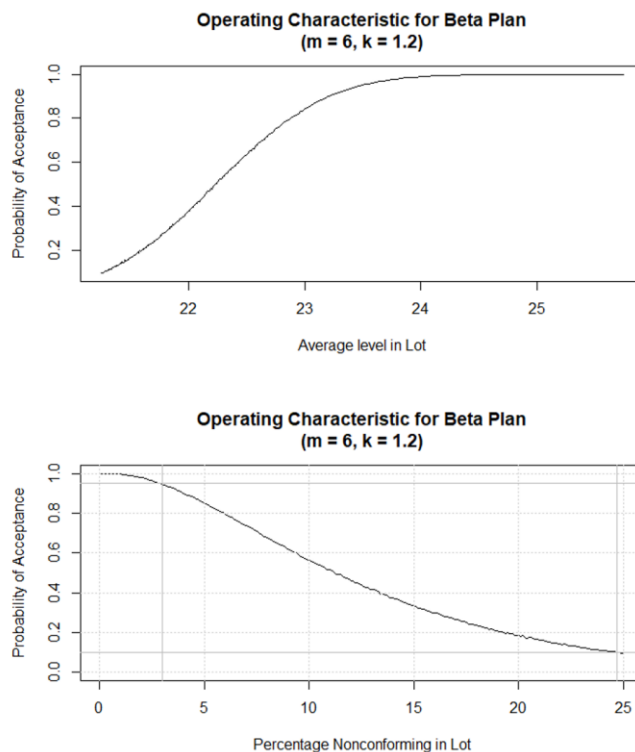 Operating Characteristic for Beta Plan
(m = 6, k = 1.2)
Probability of Acceptance
1.0
0.8
0.6
0.4
0.2
22 23 24 25
Average level in Lot
Operating Characteristic for Beta Plan
(m = 6, k = 1.2)
Probability of Acceptance
1.0
0.8
0.6
0.4
0.2
0.0
0 5 10 15 20 25
Percentage Nonconforming in Lot